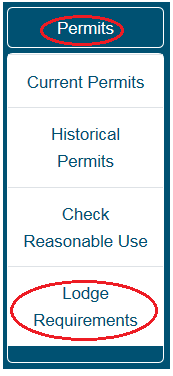 Permits
Current Permits
Historical
Permits
Check
Reasonable Use
Lodge
Requirements